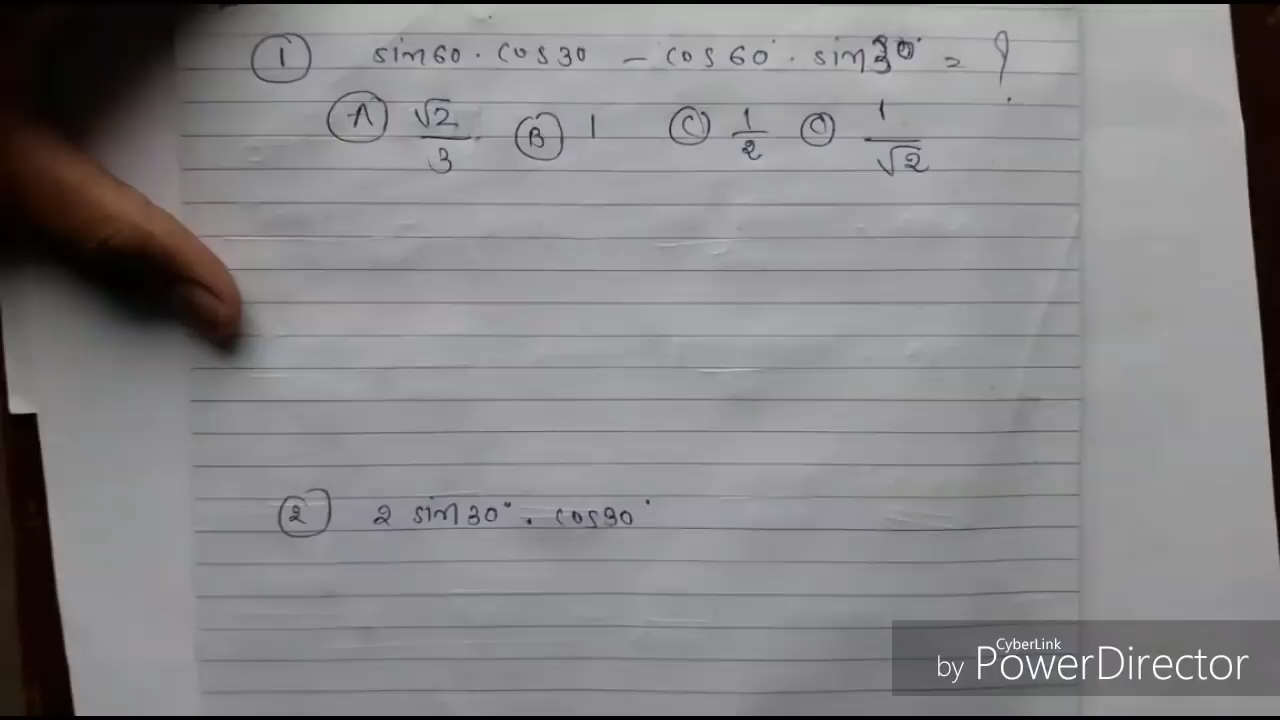 ① sin60 · cos30 − cos60° · sin30° = ?
Ⓐ √2/3 Ⓑ 1 Ⓒ 1/2 Ⓓ 1/√2
② 2 sin30° · cos30°
CyberLink
by PowerDirector